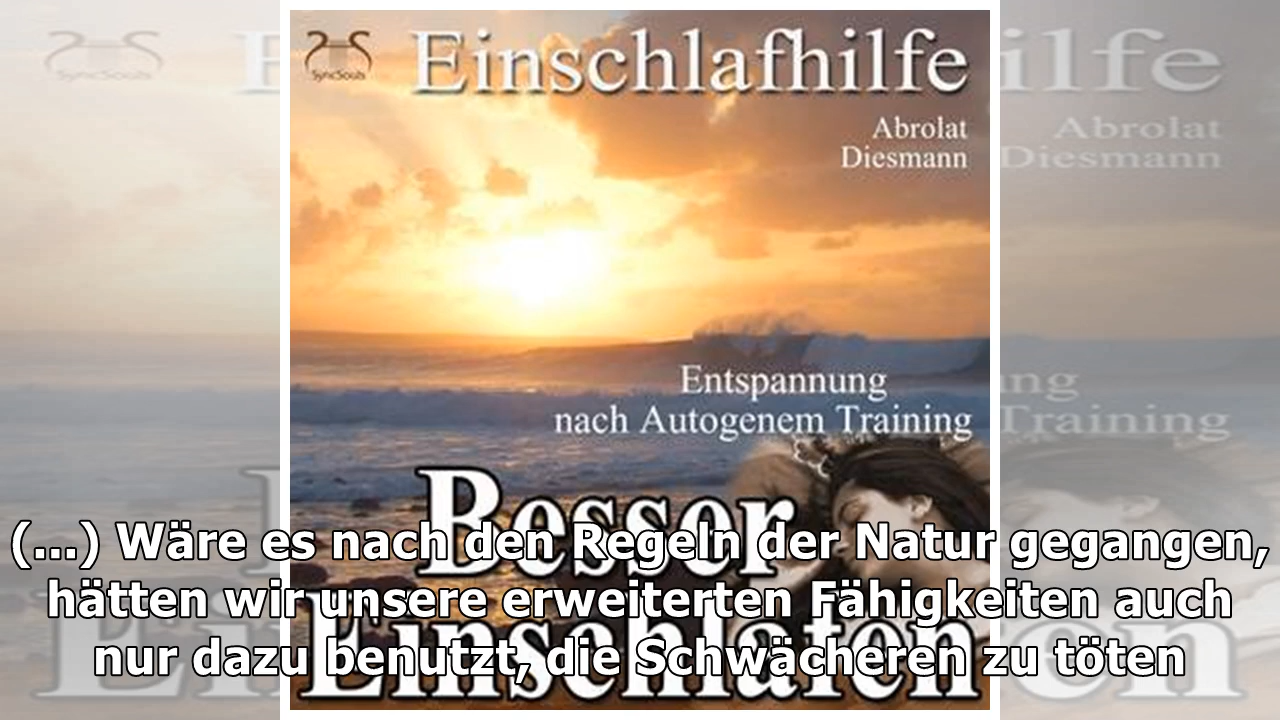 SyncSouls
Einschlafhilfe
Abrolat
Diesmann
Entspannung
nach Autogenem Training
Besser
Einschlafen
(...) Wäre es nach den Regeln der Natur gegangen,
hätten wir unsere erweiterten Fähigkeiten auch
nur dazu benutzt, die Schwächeren zu töten